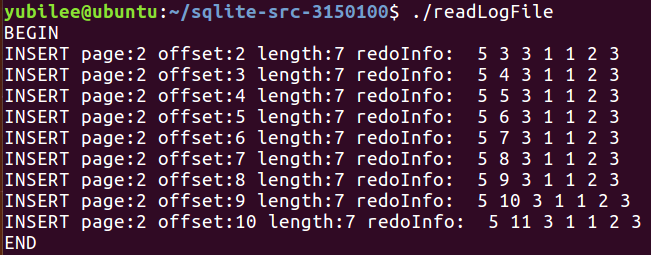 yubilee@ubuntu:~/sqlite-src-3150100$ ./readLogFile
BEGIN
INSERT page:2 offset:2 length:7 redoInfo:  5 3 3 1 1 2 3
INSERT page:2 offset:3 length:7 redoInfo:  5 4 3 1 1 2 3
INSERT page:2 offset:4 length:7 redoInfo:  5 5 3 1 1 2 3
INSERT page:2 offset:5 length:7 redoInfo:  5 6 3 1 1 2 3
INSERT page:2 offset:6 length:7 redoInfo:  5 7 3 1 1 2 3
INSERT page:2 offset:7 length:7 redoInfo:  5 8 3 1 1 2 3
INSERT page:2 offset:8 length:7 redoInfo:  5 9 3 1 1 2 3
INSERT page:2 offset:9 length:7 redoInfo:  5 10 3 1 1 2 3
INSERT page:2 offset:10 length:7 redoInfo:  5 11 3 1 1 2 3
END